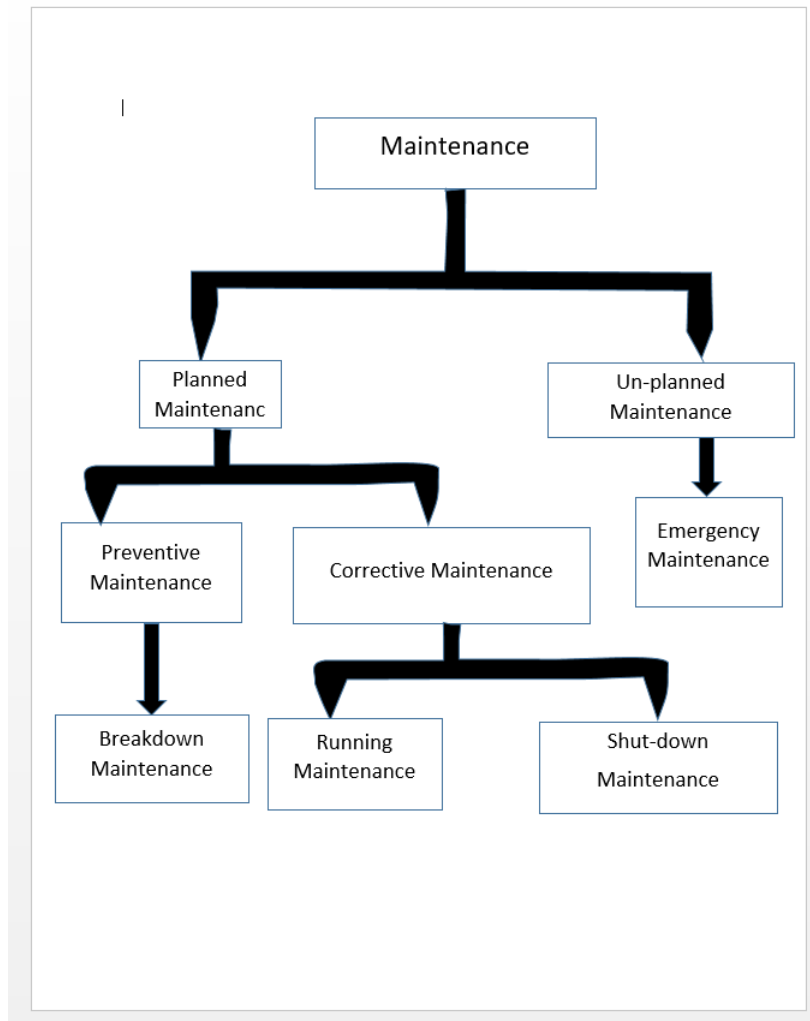 Maintenance
Planned
Maintenanc
Un-planned
Maintenance
Preventive
Maintenance
Corrective Maintenance
Emergency
Maintenance
Breakdown
Maintenance
Running
Maintenance
Shut-down
Maintenance